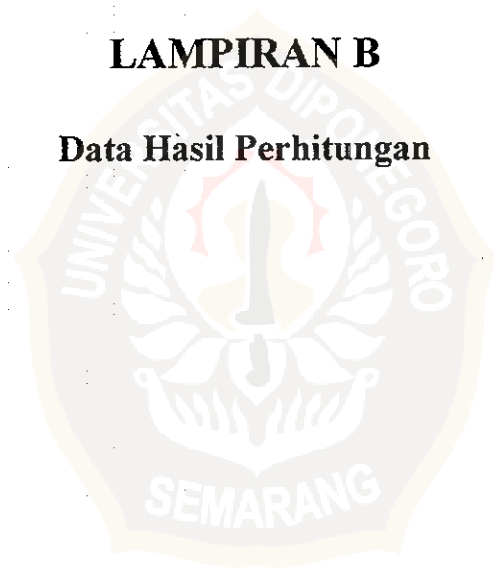 LAMPIRAN B
Data Hasil Perhitungan
UNIVERSITAS DIPONEGORO
SEMARANG